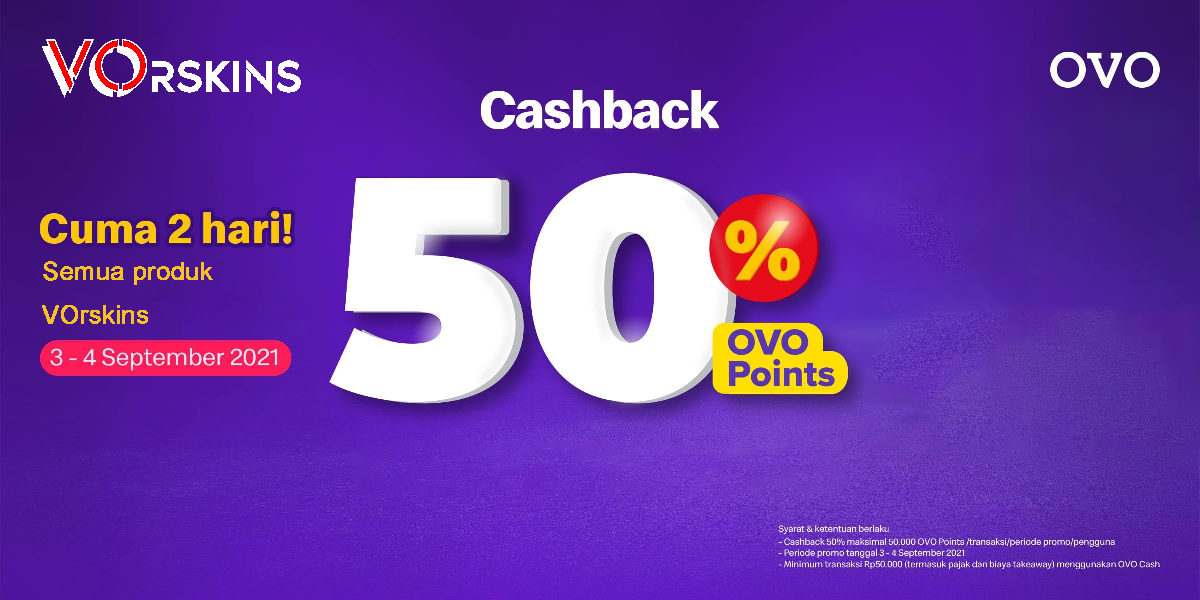 VORSKINS
OVO
Cashback
50%
OVO
Points
Cuma 2 hari!
Semua produk
VOrskins
3 - 4 September 2021
Syarat & ketentuan berlaku
- Cashback 50% maksimal 50.000 OVO Points /transaksi/periode promo/pengguna
- Periode promo tanggal 3 - 4 September 2021
- Minimum transaksi Rp50.000 (termasuk pajak dan biaya takeaway) menggunakan OVO Cash